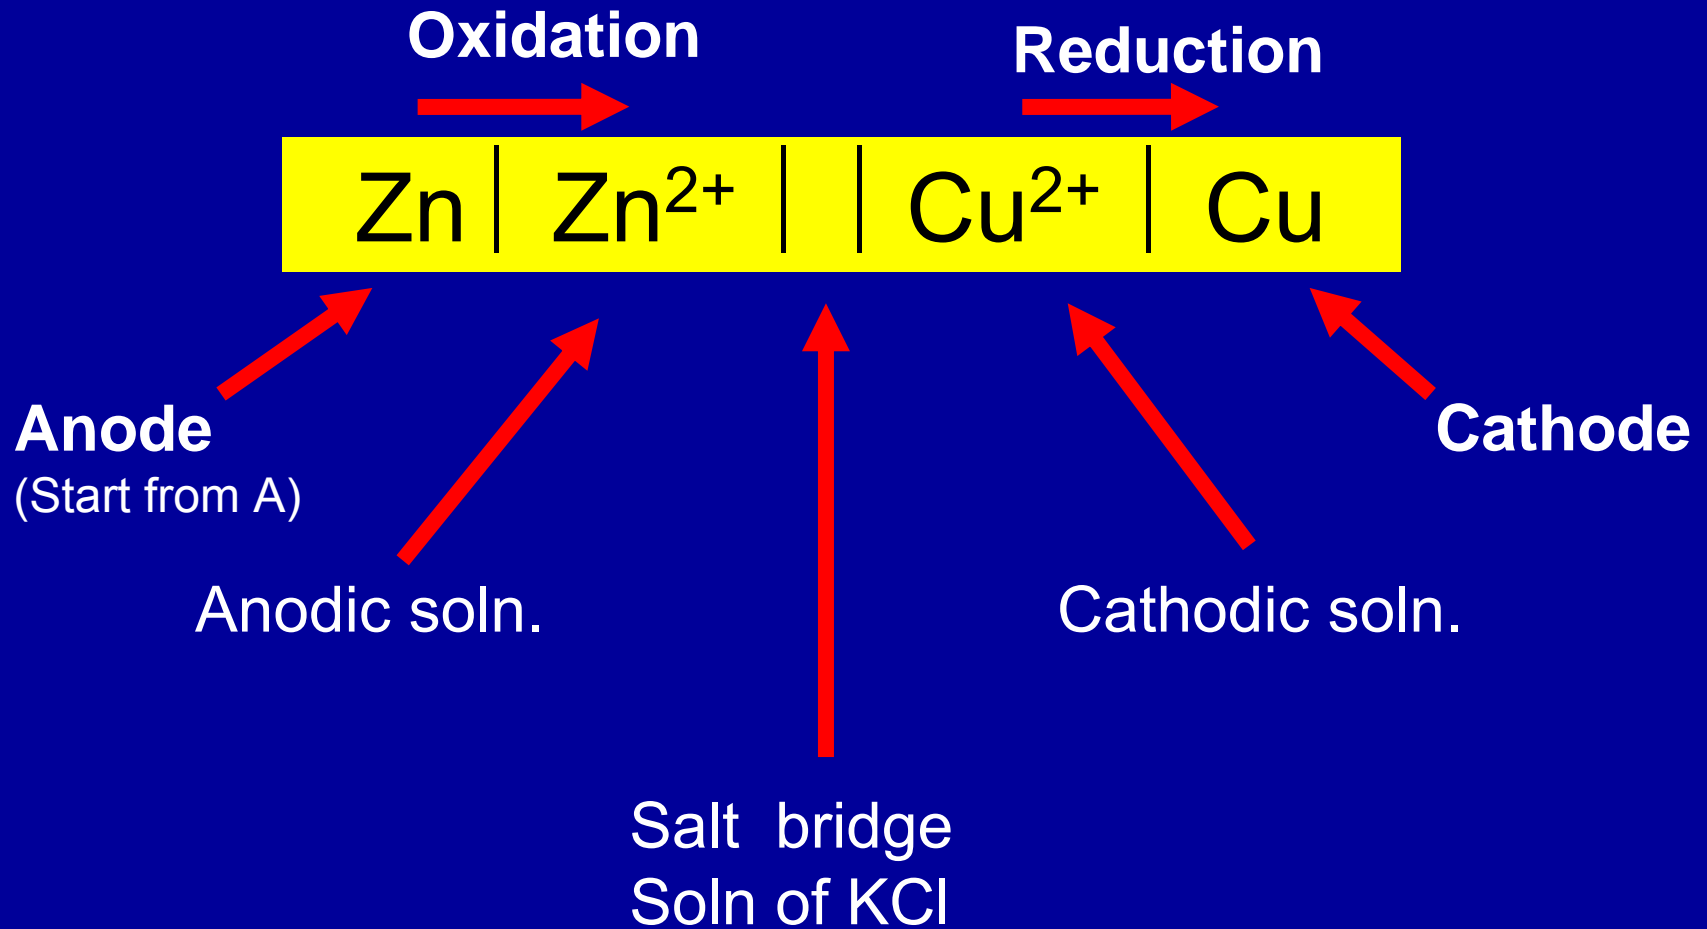 Oxidation
Reduction
Zn | Zn²⁺ | | Cu²⁺ | Cu
Anode
(Start from A)
Cathode
Anodic soln.
Cathodic soln.
Salt bridge
Soln of KCl